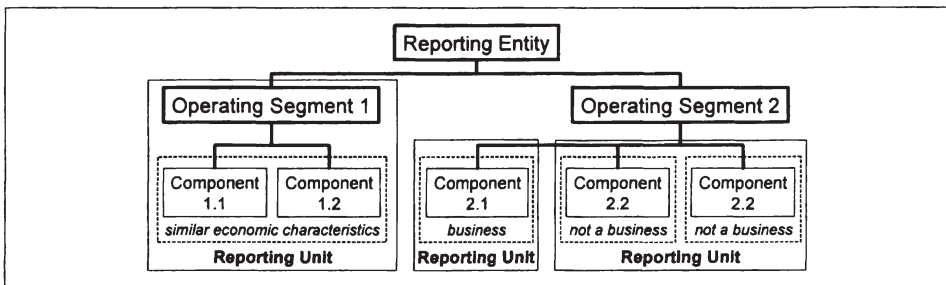 Reporting Entity
Operating Segment 1
Operating Segment 2
Component
1.1
Component
1.2
Component
2.1
Component
2.2
Component
2.2
similar economic characteristics
business
not a business
not a business
Reporting Unit
Reporting Unit
Reporting Unit